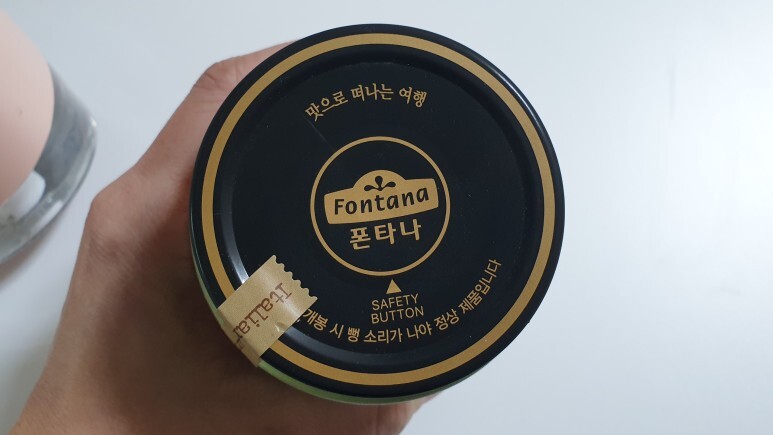 맛으로 떠나는 여행
Fontana
폰타나
SAFETY
BUTTON
개봉 시 뻥 소리가 나야 정상 제품입니다